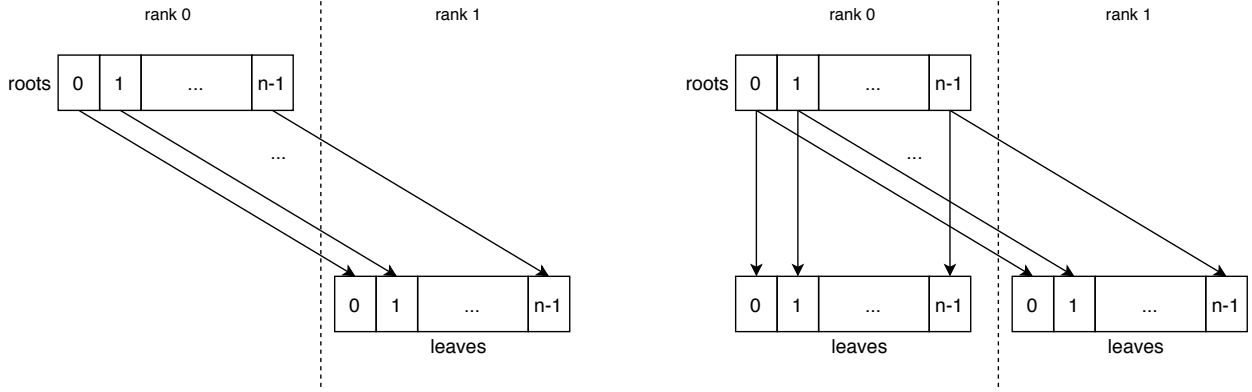 rank 0 rank 1
roots 0 1 ... n-1
...
0 1 ... n-1
leaves
rank 0 rank 1
roots 0 1 ... n-1
...
0 1 ... n-1 0 1 ... n-1
leaves leaves